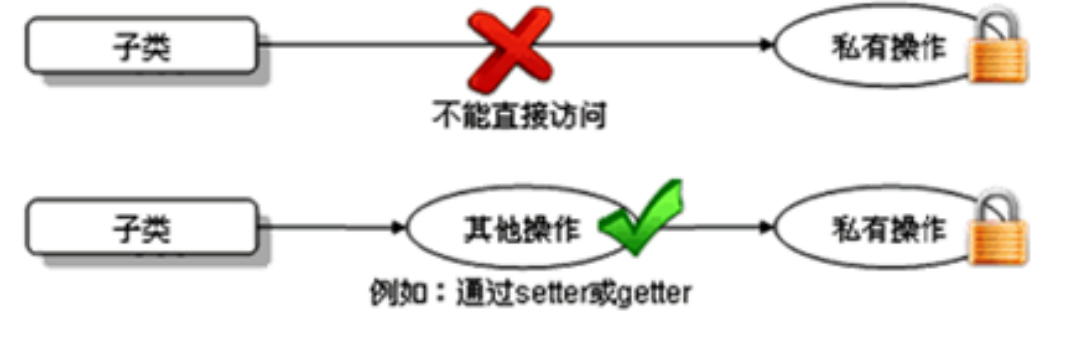 子类
私有操作
不能直接访问
子类
其他操作
私有操作
例如：通过setter或getter